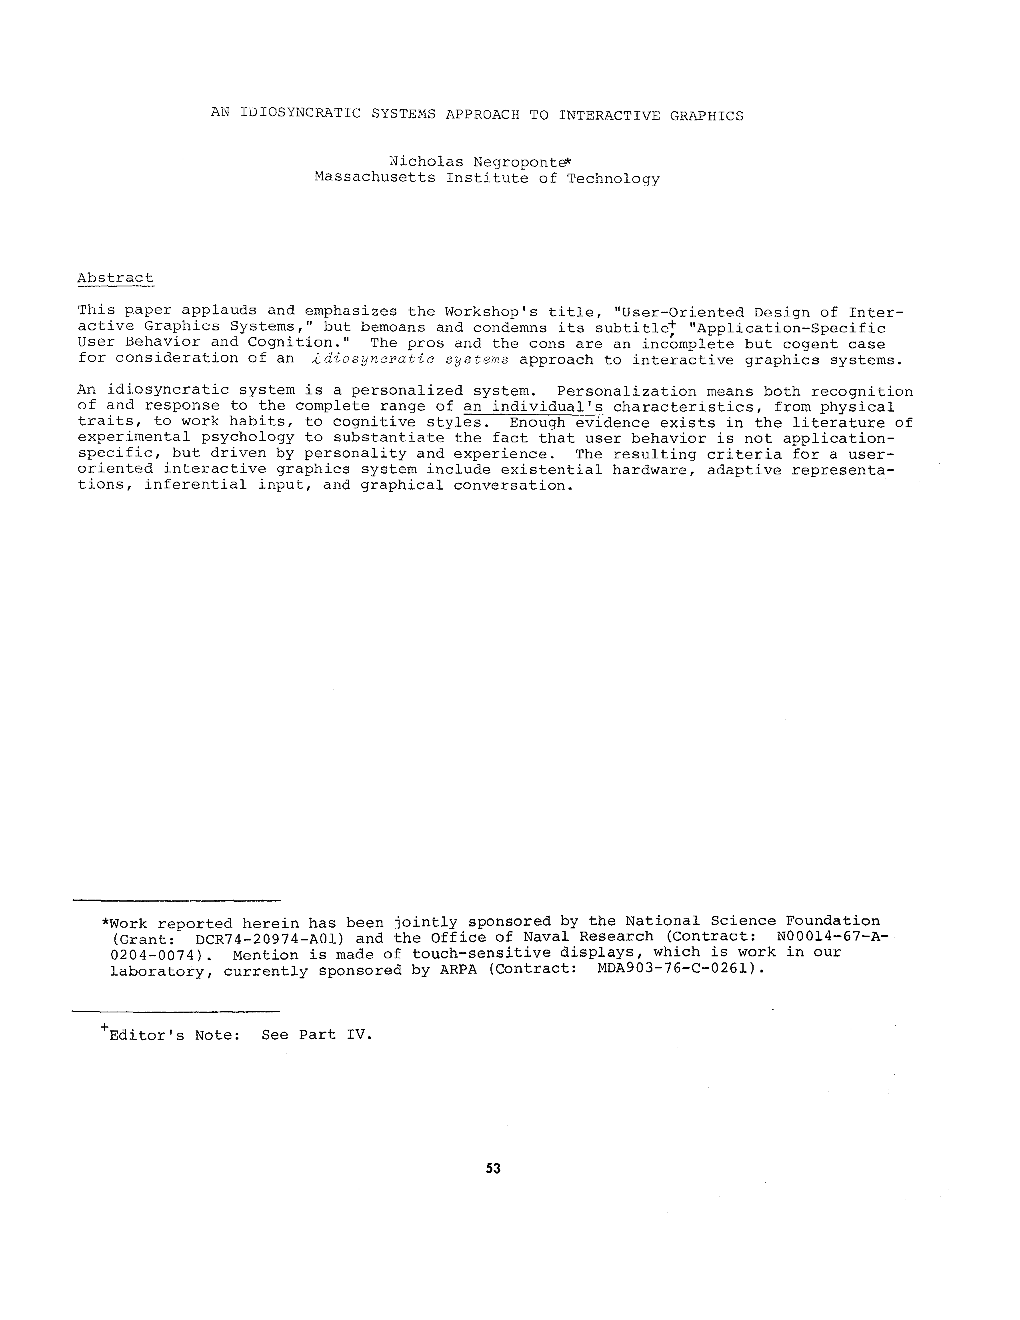 AN IDIOSYNCRATIC SYSTEMS APPROACH TO INTERACTIVE GRAPHICS
Nicholas Negroponte*
Massachusetts Institute of Technology
Abstract
This paper applauds and emphasizes the Workshop's title, "User-Oriented Design of Inter-
active Graphics Systems," but bemoans and condemns its subtitle,+ "Application-Specific
User Behavior and Cognition." The pros and the cons are an incomplete but cogent case
for consideration of an idiosyncratic systems approach to interactive graphics systems.
An idiosyncratic system is a personalized system. Personalization means both recognition
of and response to the complete range of an individual's characteristics, from physical
traits, to work habits, to cognitive styles. Enough evidence exists in the literature of
experimental psychology to substantiate the fact that user behavior is not application-
specific, but driven by personality and experience. The resulting criteria for a user-
oriented interactive graphics system include existential hardware, adaptive representa-
tions, inferential input, and graphical conversation.
*Work reported herein has been jointly sponsored by the National Science Foundation
(Grant: DCR74-20974-A01) and the Office of Naval Research (Contract: N00014-67-A-
0204-0074). Mention is made of touch-sensitive displays, which is work in our
laboratory, currently sponsored by ARPA (Contract: MDA903-76-C-0261).
+Editor's Note: See Part IV.
53